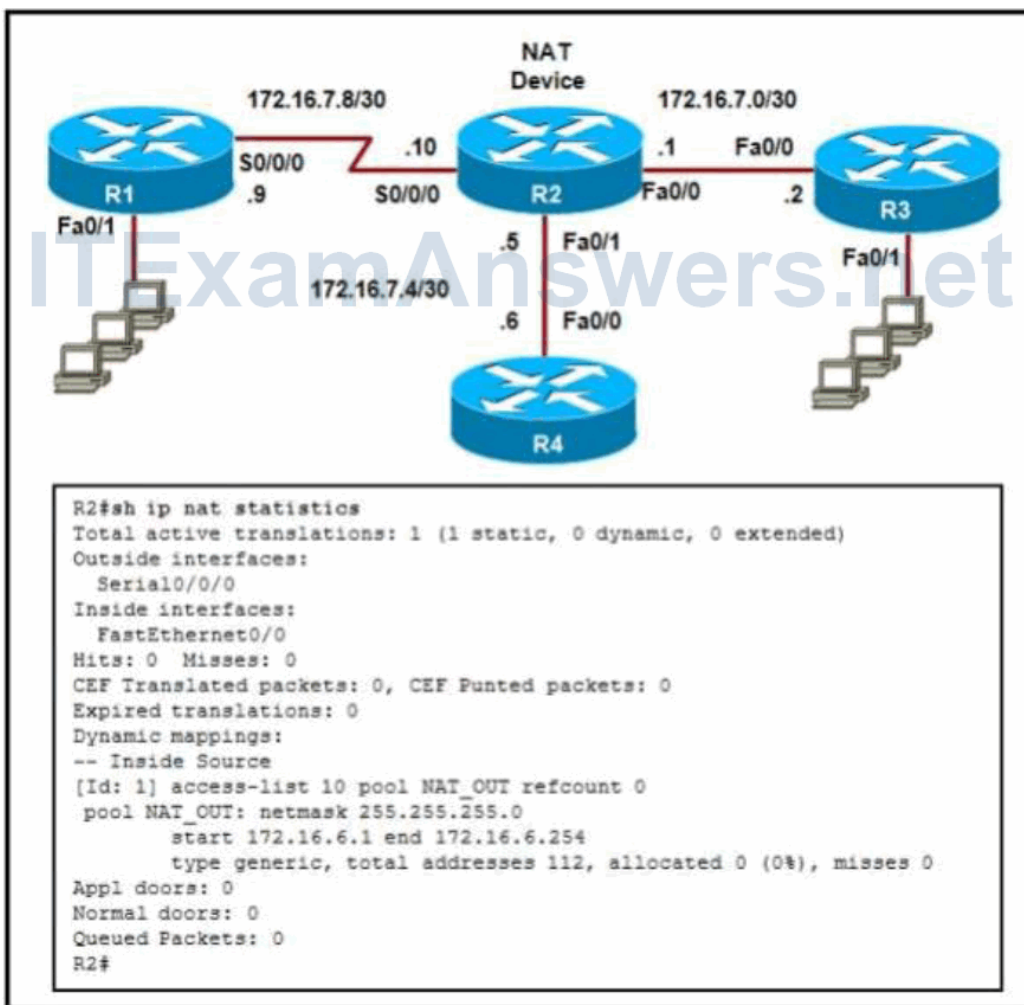 NAT
Device
172.16.7.8/30
172.16.7.0/30
S0/0/0
.10
.1
Fa0/0
R1
.9
S0/0/0
R2
Fa0/0
.2
R3
Fa0/1
.5
Fa0/1
Fa0/1
ITExamAnswers.net
172.16.7.4/30
.6
Fa0/0
R4
R2#sh ip nat statistics
Total active translations: 1 (1 static, 0 dynamic, 0 extended)
Outside interfaces:
Serial0/0/0
Inside interfaces:
FastEthernet0/0
Hits: 0 Misses: 0
CEF Translated packets: 0, CEF Punted packets: 0
Expired translations: 0
Dynamic mappings:
-- Inside Source
[Id: 1] access-list 10 pool NAT_OUT refcount 0
pool NAT_OUT: netmask 255.255.255.0
start 172.16.6.1 end 172.16.6.254
type generic, total addresses 112, allocated 0 (0%), misses 0
Appl doors: 0
Normal doors: 0
Queued Packets: 0
R2#